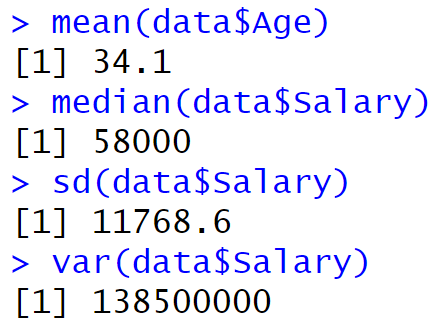 > mean(data$Age)
[1] 34.1
> median(data$Salary)
[1] 58000
> sd(data$Salary)
[1] 11768.6
> var(data$Salary)
[1] 138500000